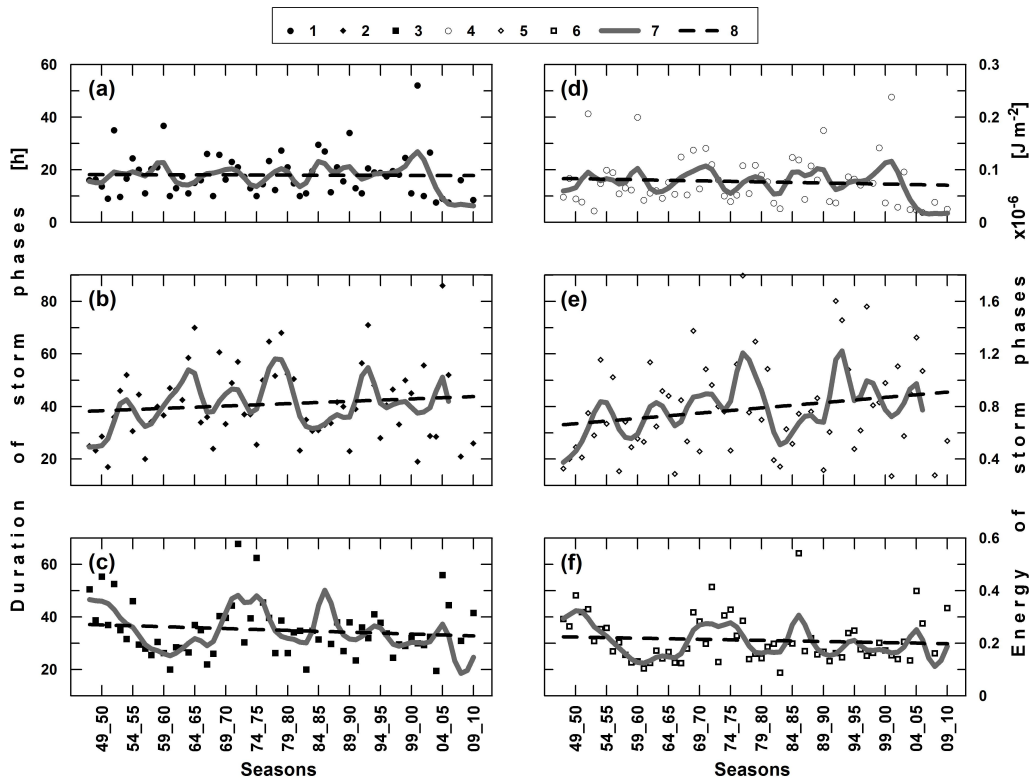 1 2 3 4 5 6 7 8
Duration of storm phases [h]
(a)
60
40
20
0
(b)
80
60
40
20
(c)
60
40
20
49_50 54_55 59_60 64_65 69_70 74_75 79_80 84_85 89_90 94_95 99_00 04_05 09_10
Seasons
(d)
0.3
0.2
0.1
0
(e)
1.6
1.2
0.8
0.4
(f)
0.6
0.4
0.2
0
49_50 54_55 59_60 64_65 69_70 74_75 79_80 84_85 89_90 94_95 99_00 04_05 09_10
Seasons
Energy of storm phases x10-6 [J m-2]